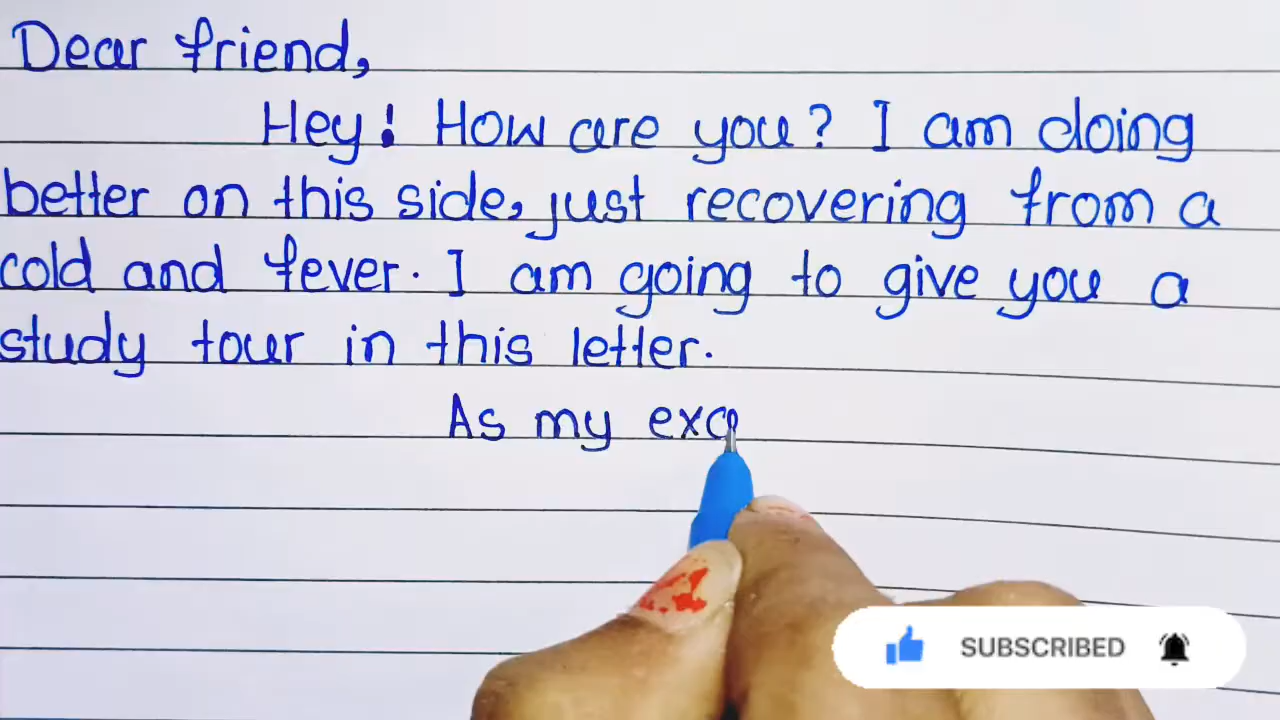 Dear friend,
Hey! How are you? I am doing
better on this side, just recovering from a
cold and fever. I am going to give you a
study tour in this letter.
As my exa
SUBSCRIBED